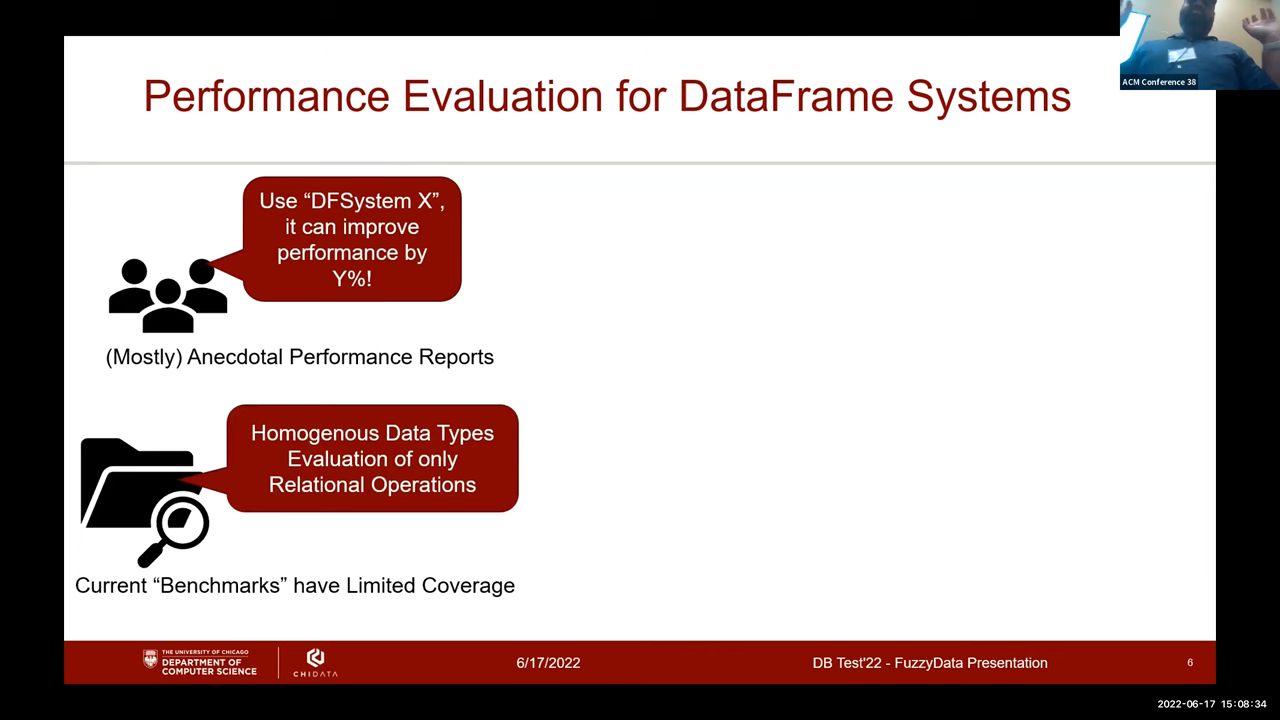 ACM Conference 38
Performance Evaluation for DataFrame Systems
Use “DFSystem X”,
it can improve
performance by
Y%!
(Mostly) Anecdotal Performance Reports
Homogenous Data Types
Evaluation of only
Relational Operations
Current “Benchmarks” have Limited Coverage
THE UNIVERSITY OF CHICAGO
DEPARTMENT OF
COMPUTER SCIENCE
CHIDATA
6/17/2022
DB Test'22 - FuzzyData Presentation
6
2022-06-17 15:08:34